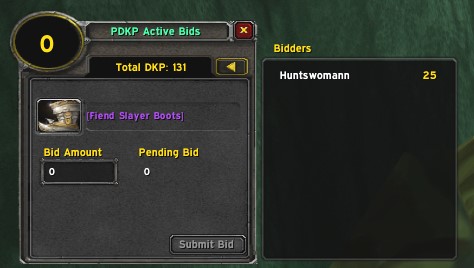 0
PDKP Active Bids
Total DKP: 131
[Fiend Slayer Boots]
Bid Amount Pending Bid
0 0
Submit Bid
Bidders
Huntswomann 25